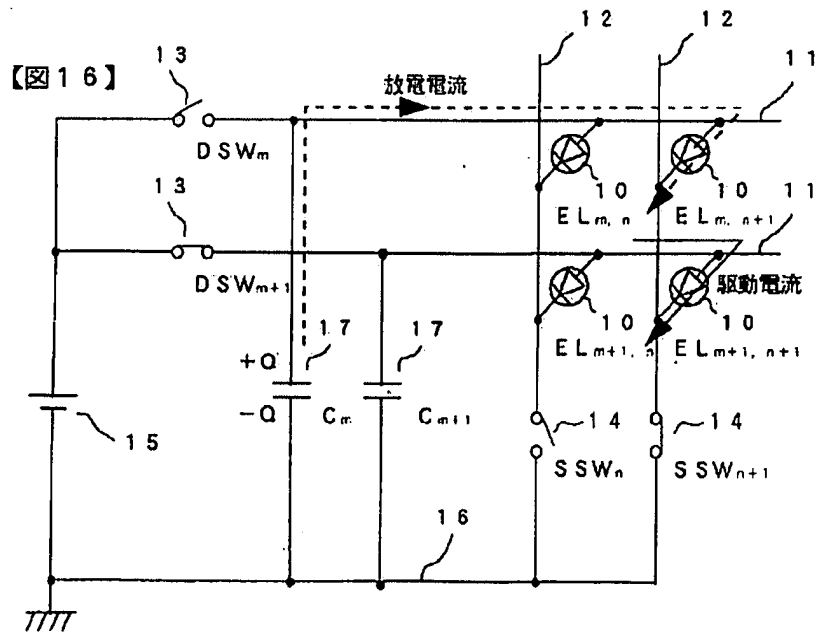 【図16】
13
放電電流
12
12
11
DSWm
10
ELm, n
10
ELm, n+1
13
11
DSWm+1
10
ELm+1, n
駆動電流
10
ELm+1, n+1
17
17
+Q
-Q
Cm
Cm+1
15
14
SSWn
14
SSWn+1
16